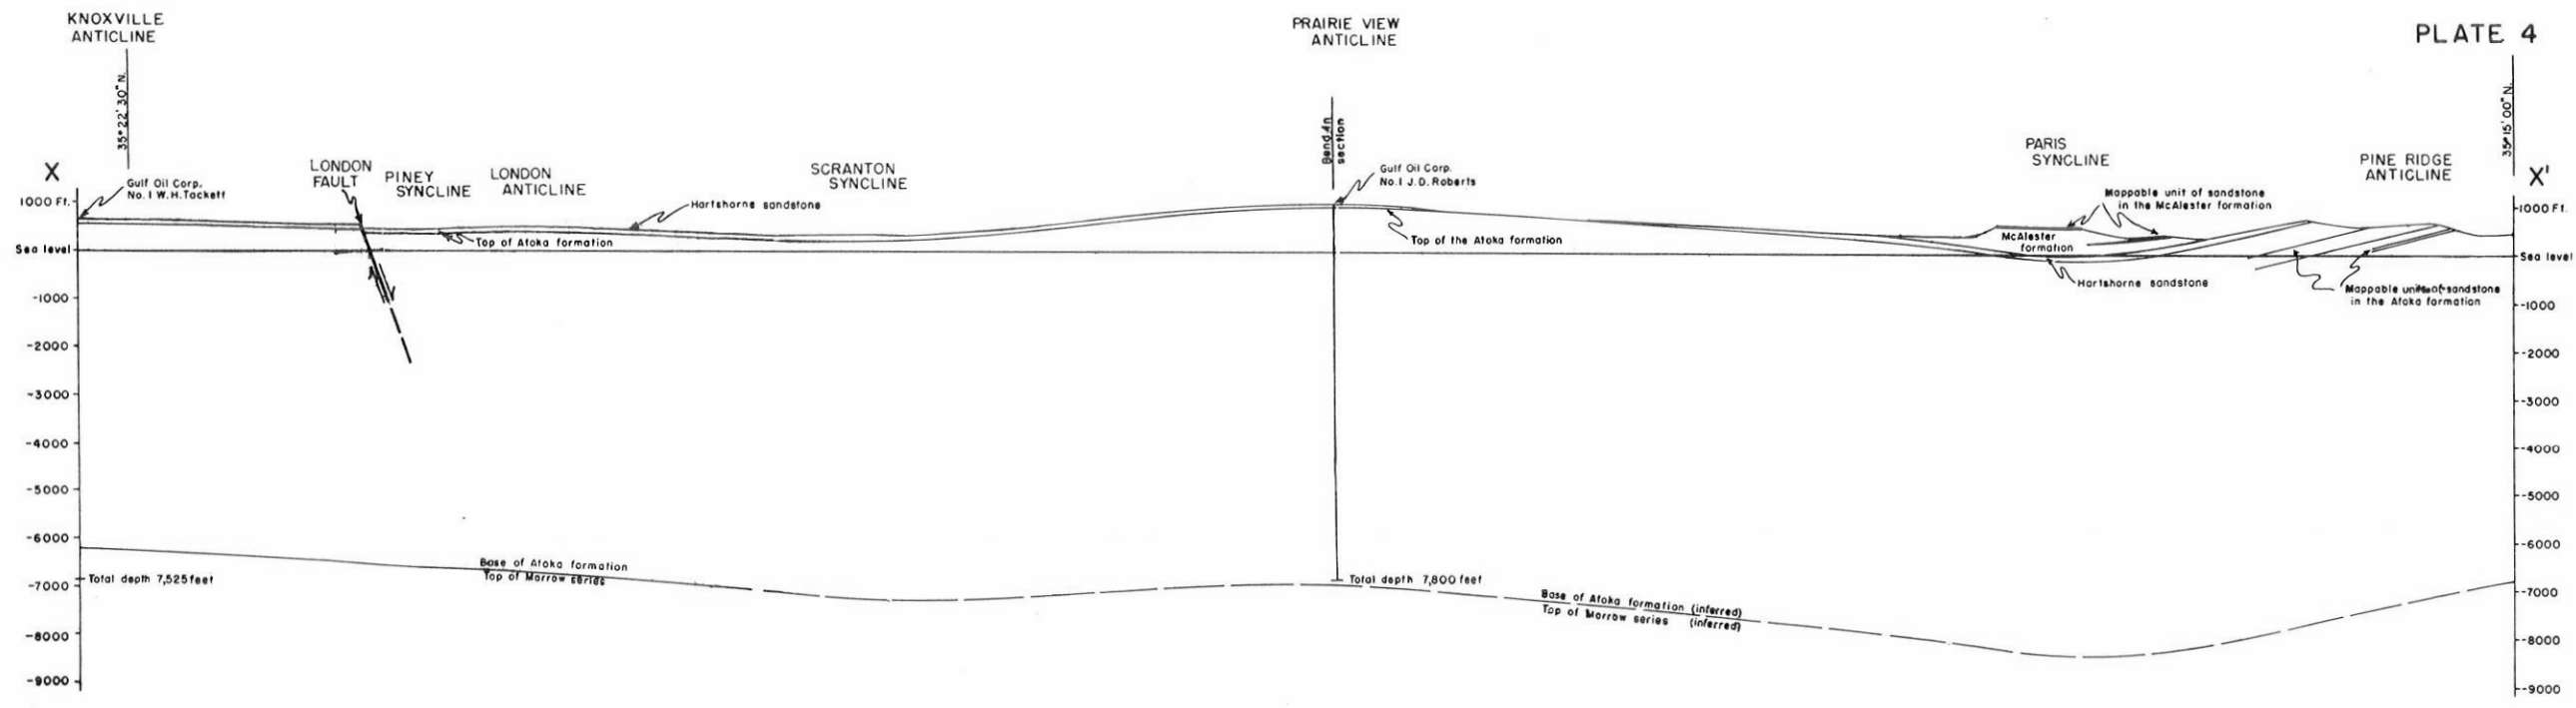 KNOXVILLE
ANTICLINE
PRAIRIE VIEW
ANTICLINE
PLATE 4
35°22'30"N.
Bend in
section
35°15'00"N.
X
Gulf Oil Corp.
No.1 W.H.Tackett
LONDON
FAULT
PINEY
SYNCLINE
LONDON
ANTICLINE
SCRANTON
SYNCLINE
Gulf Oil Corp.
No.1 J.D.Roberts
PARIS
SYNCLINE
PINE RIDGE
ANTICLINE
X'
1000 Ft.
Hartshorne sandstone
Mappable unit of sandstone
in the McAlester formation
1000 Ft.
Top of Atoka formation
Top of the Atoka formation
McAlester
formation
Sea level
Sea level
Hartshorne sandstone
Mappable units of sandstone
in the Atoka formation
-1000
-2000
-3000
-4000
-5000
-6000
-7000
-8000
-9000
-1000
-2000
-3000
-4000
-5000
-6000
-7000
-8000
-9000
Base of Atoka formation
Top of Morrow series
Total depth 7,525 feet
Total depth 7,800 feet
Base of Atoka formation (inferred)
Top of Morrow series (inferred)